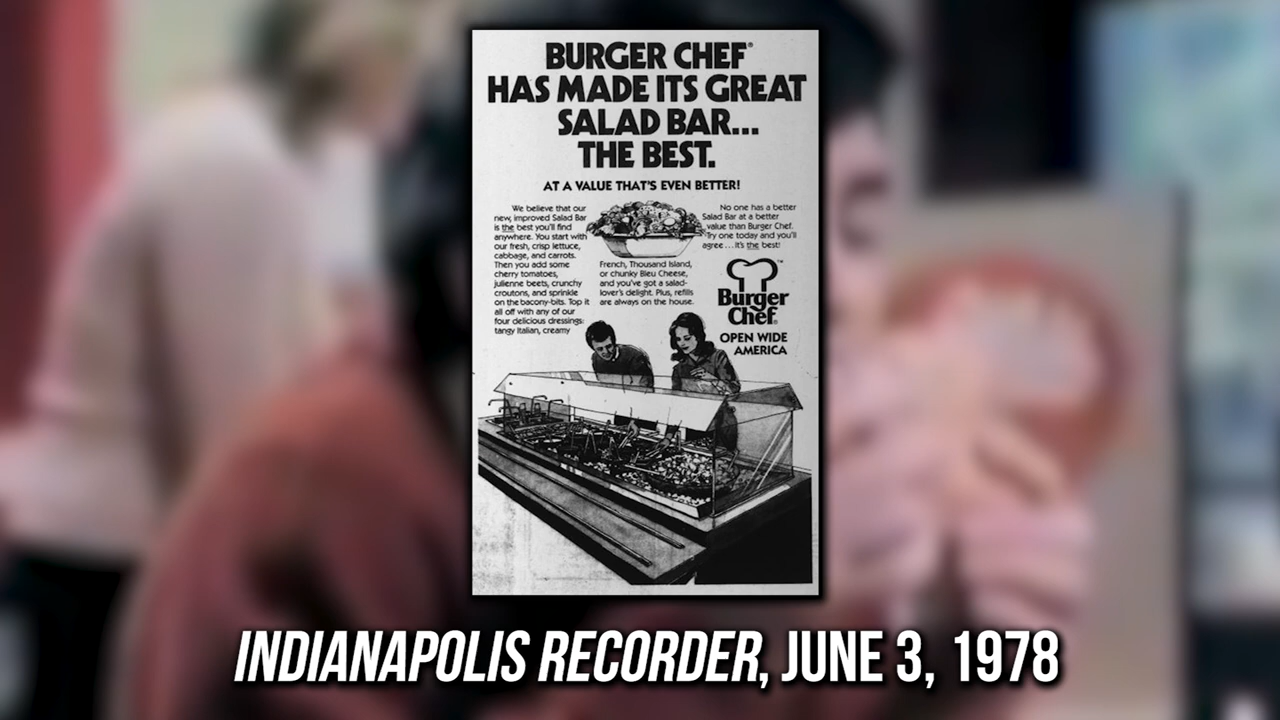 BURGER CHEF®
HAS MADE ITS GREAT
SALAD BAR...
THE BEST.
AT A VALUE THAT'S EVEN BETTER!
We believe that our
new, improved Salad Bar
is the best you'll find
anywhere. You start with
our fresh, crisp lettuce,
cabbage, and carrots.
Then you add some
cherry tomatoes,
julienne beets, crunchy
croutons, and sprinkle
on the bacony-bits. Top it
all off with any of our
four delicious dressings:
tangy Italian, creamy
French, Thousand Island,
or chunky Bleu Cheese,
and you've got a salad-
lover's delight. Plus, refills
are always on the house.
No one has a better
Salad Bar at a better
value than Burger Chef.
Try one today and you'll
agree...it's the best!
Burger
Chef®
OPEN WIDE
AMERICA
INDIANAPOLIS RECORDER, JUNE 3, 1978